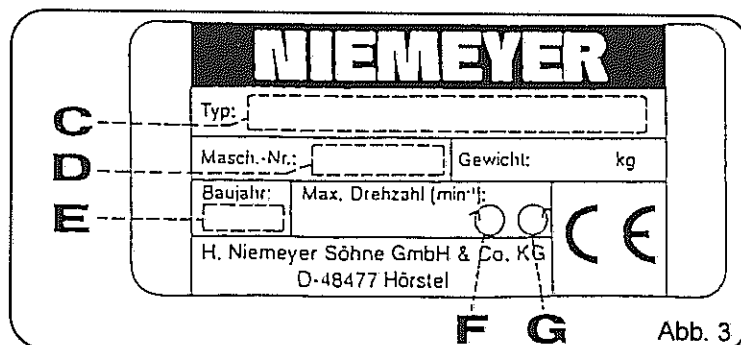 NIEMEYER
C
Typ:
D
Masch.-Nr.: Gewicht: kg
E
Baujahr: Max. Drehzahl (min⁻¹):
CE
H. Niemeyer Söhne GmbH & Co. KG
D-48477 Hörstel
F G Abb. 3